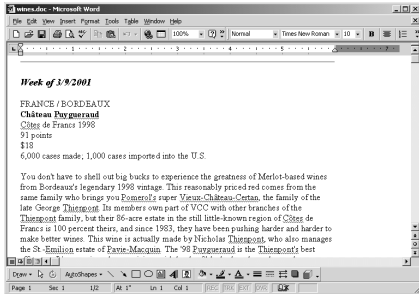 wines.doc - Microsoft Word
File Edit View Insert Format Tools Table Window Help
100% Normal Times New Roman 10 B
1 2 3 4 5 6 7
Week of 3/9/2001
FRANCE / BORDEAUX
Château Puygueraud
Côtes de Francs 1998
91 points
$18
6,000 cases made; 1,000 cases imported into the U.S.
You don't have to shell out big bucks to experience the greatness of Merlot-based wines
from Bordeaux's legendary 1998 vintage. This reasonably priced red comes from the
same family who brings you Pomerol's super Vieux-Château-Certan, the family of the
late George Thienpont. Its members own part of VCC with other branches of the
Thienpont family, but their 86-acre estate in the still little-known region of Côtes de
Francs is 100 percent theirs, and since 1983, they have been pushing harder and harder to
make better wines. This wine is actually made by Nicholas Thienpont, who also manages
the St.-Emilion estate of Pavie-Macquin. The '98 Puygueraud is the Thienpont's best
Draw AutoShapes
Page 1 Sec 1 1/2 At 1" Ln 1 Col 1 REC TRK EXT OVR